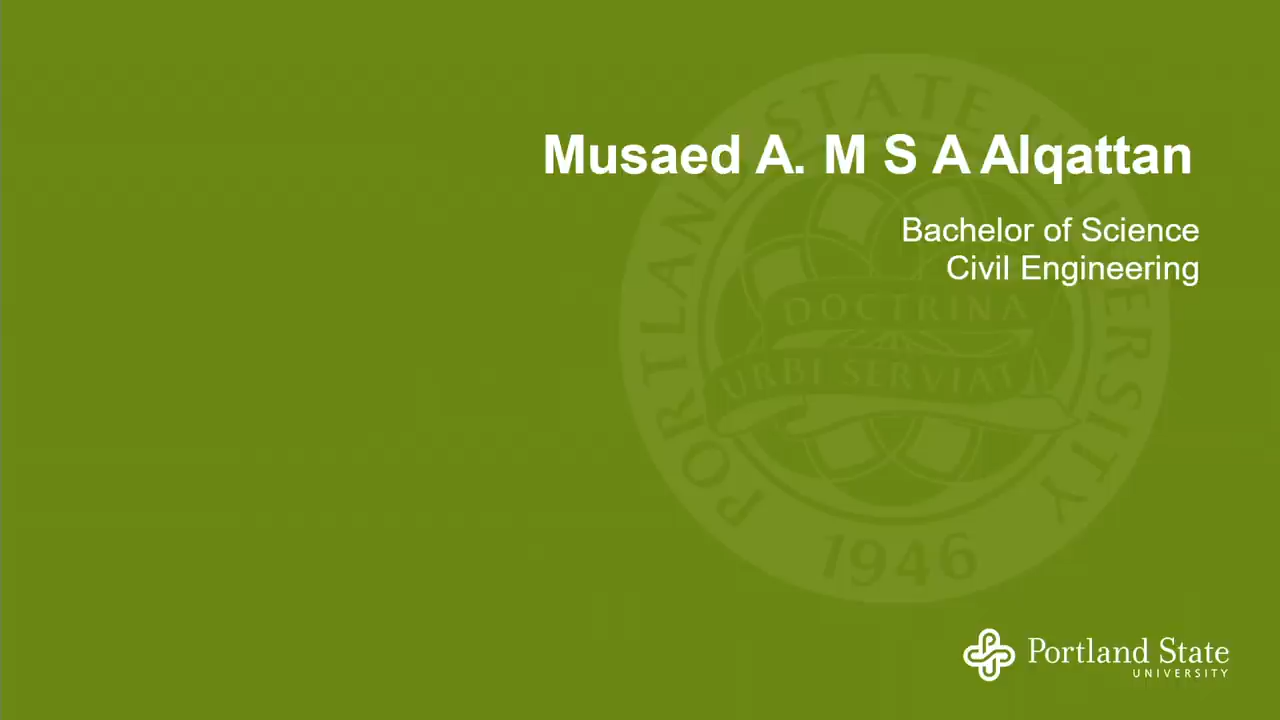 Musaed A. M S A Alqattan
Bachelor of Science
Civil Engineering
PORTLAND STATE UNIVERSITY
DOCTRINA
URBI SERVIAT
1946
Portland State
UNIVERSITY